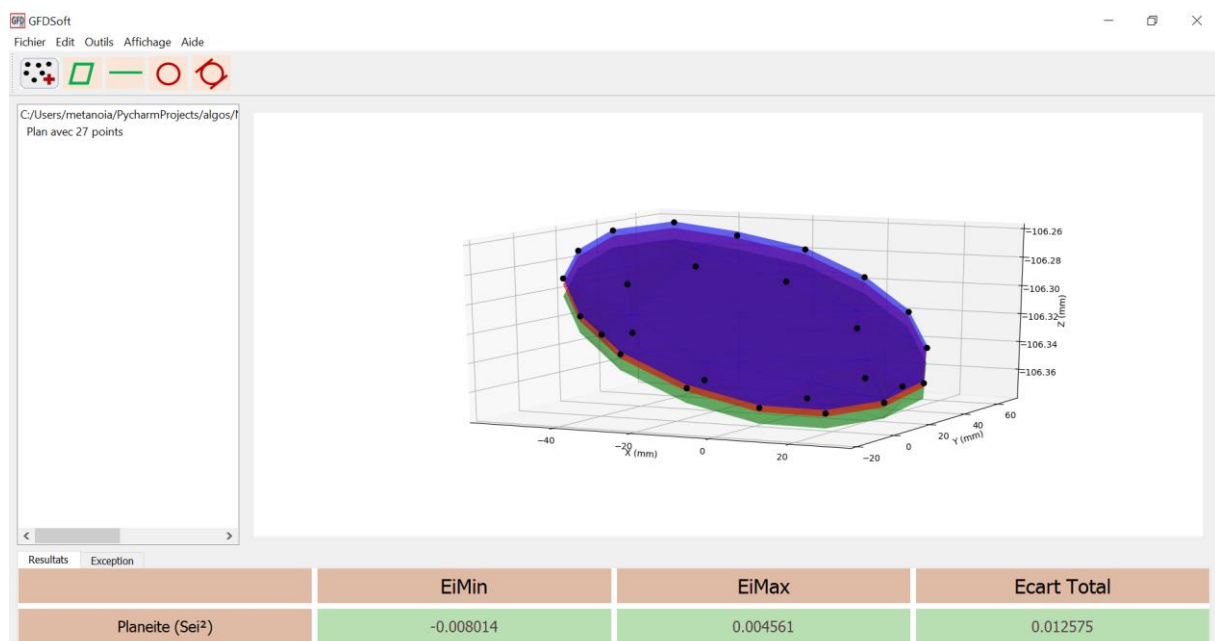 GFD GFDSoft
Fichier Edit Outils Affichage Aide
C:/Users/metanoia/PycharmProjects/algos/
Plan avec 27 points
−106.26
−106.28
−106.30
−106.32
−106.34
−106.36
Z (mm)
60
40
20
0
−20
Y (mm)
−40
−20
0
20
X (mm)
Resultats Exception
EiMin EiMax Ecart Total
Planeite (Sei²) -0.008014 0.004561 0.012575